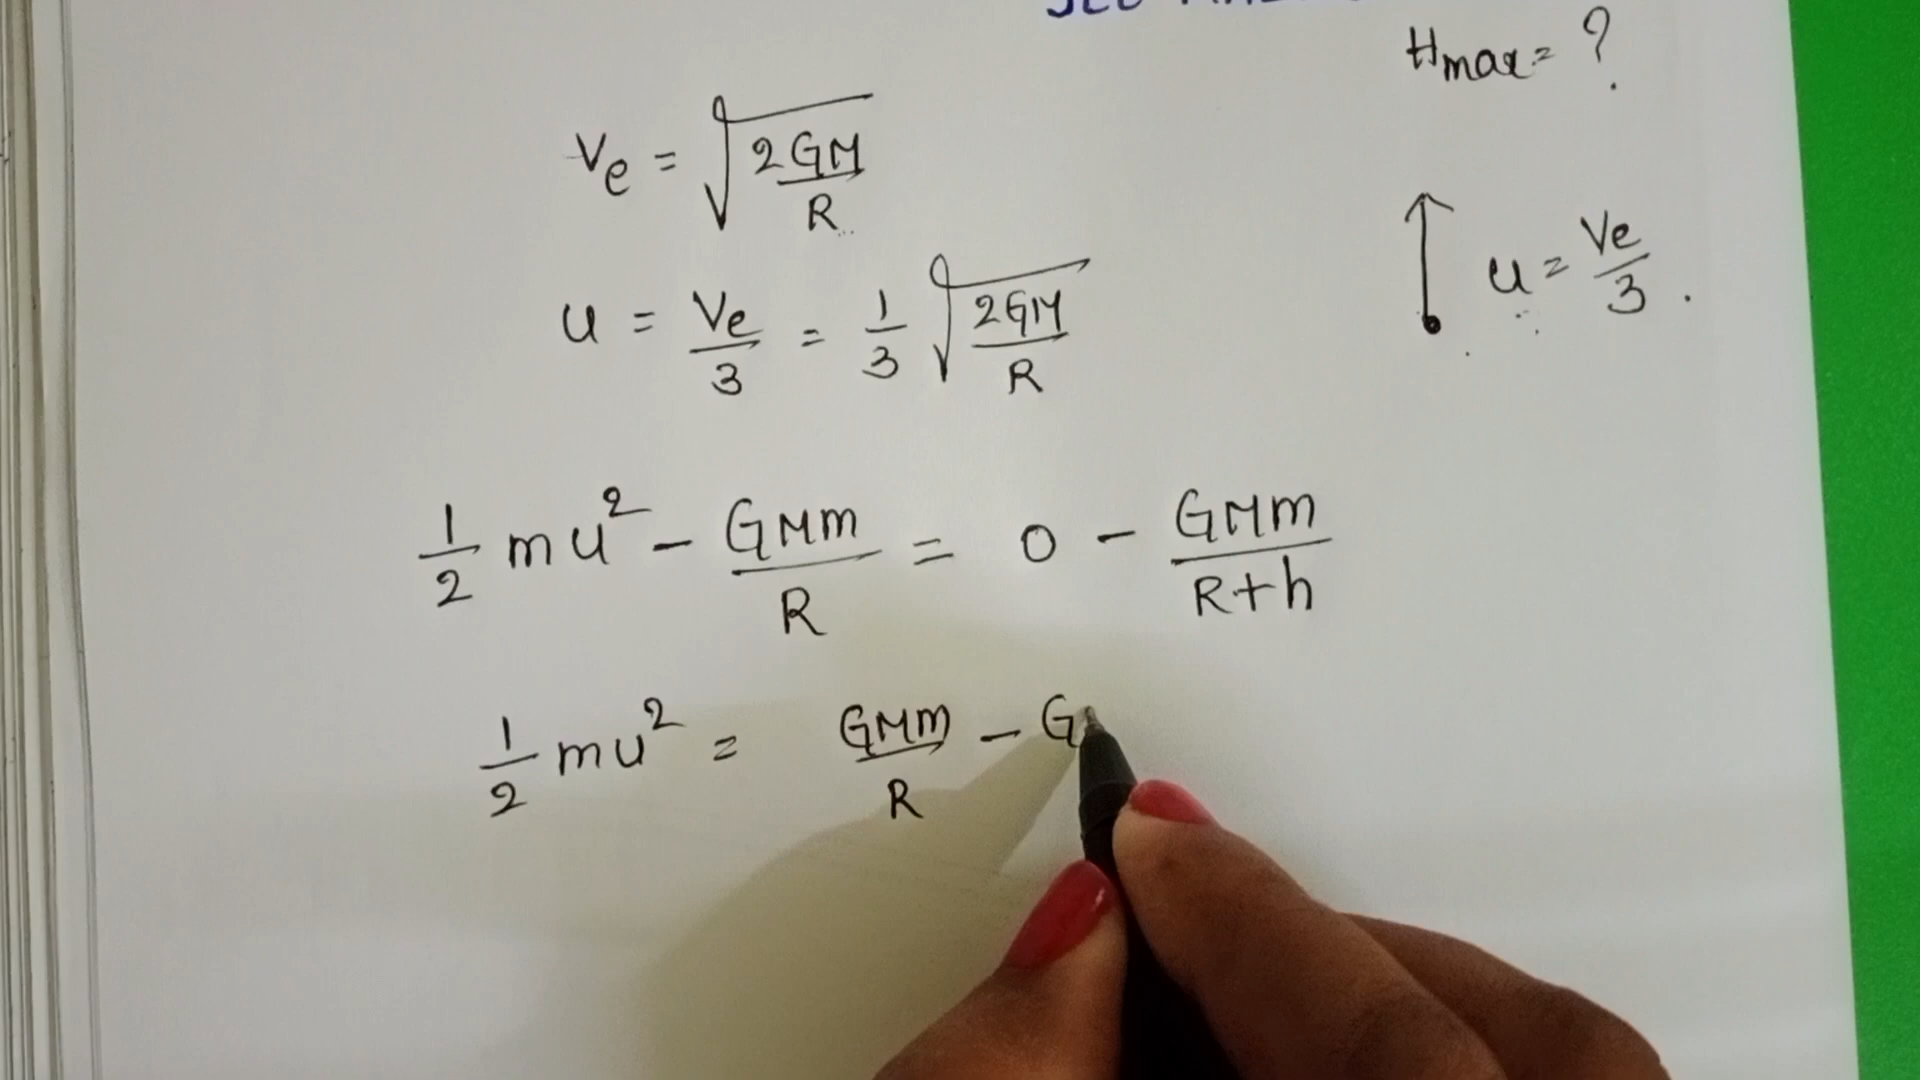 Hmax = ?
Ve = √(2GM/R)
u = Ve/3 = 1/3 √(2GM/R)
u = Ve/3 .
1/2 mu² - GMm/R = 0 - GMm/R+h
1/2 mu² = GMm/R - G